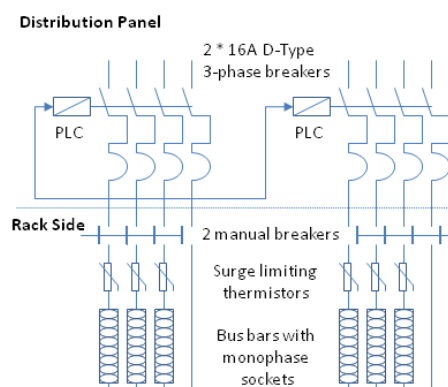 Distribution Panel
2 * 16A D-Type
3-phase breakers
PLC
PLC
Rack Side
2 manual breakers
Surge limiting
thermistors
Bus bars with
monophase
sockets